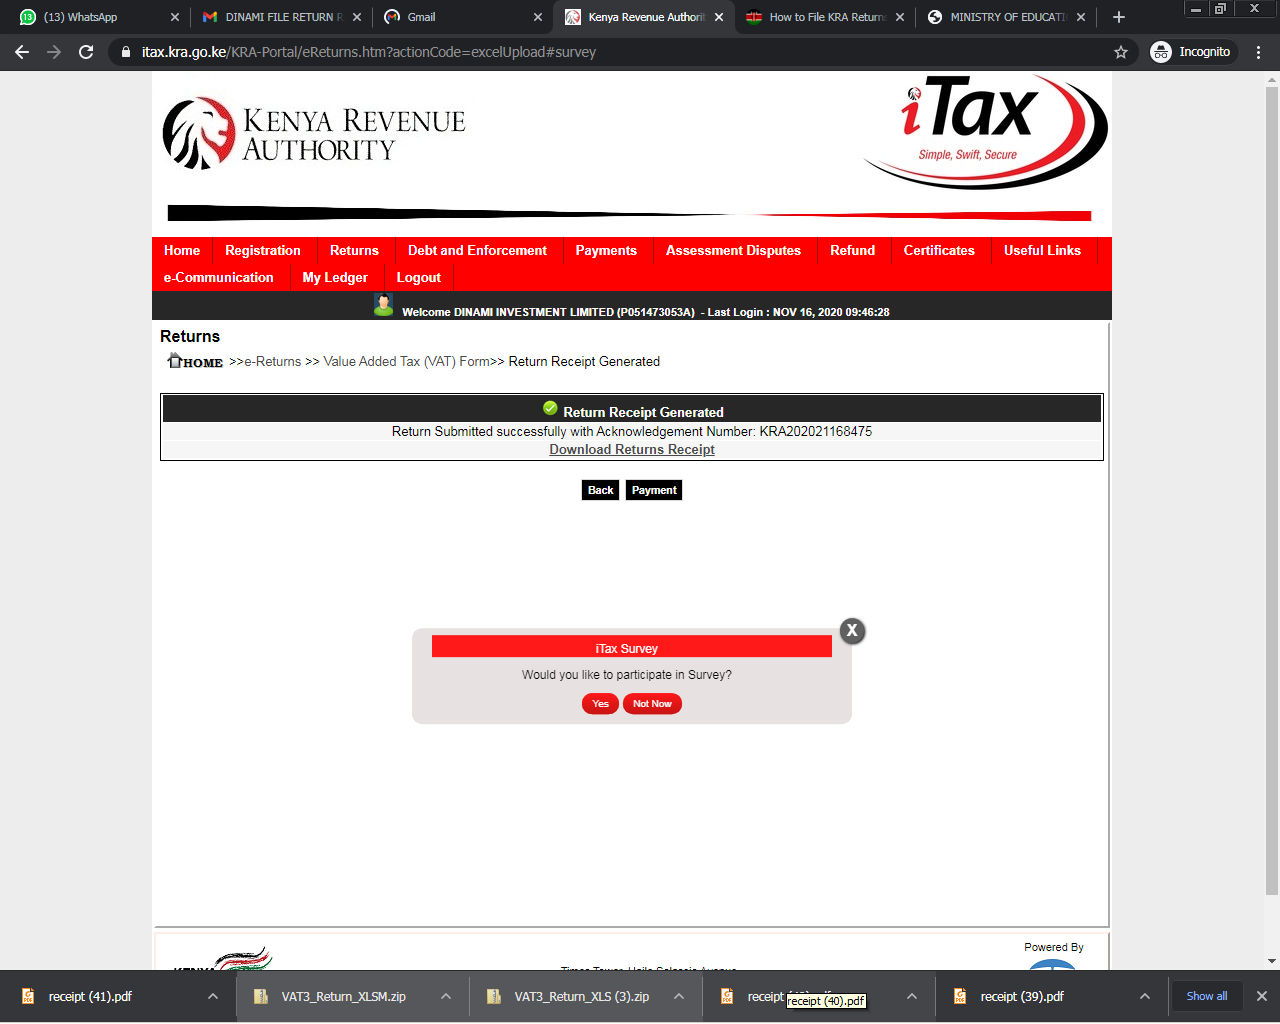 (13) WhatsApp
DINAMI FILE RETURN R
Gmail
Kenya Revenue Authorit
How to File KRA Returns
MINISTRY OF EDUCATI
itax.kra.go.ke/KRA-Portal/eReturns.htm?actionCode=excelUpload#survey
Incognito
KENYA REVENUE
AUTHORITY
iTax
Simple, Swift, Secure
Home Registration Returns Debt and Enforcement Payments Assessment Disputes Refund Certificates Useful Links
e-Communication My Ledger Logout
Welcome DINAMI INVESTMENT LIMITED (P051473053A) - Last Login : NOV 16, 2020 09:46:28
Returns
HOME >>e-Returns >> Value Added Tax (VAT) Form>> Return Receipt Generated
Return Receipt Generated
Return Submitted successfully with Acknowledgement Number: KRA202021168475
Download Returns Receipt
Back Payment
X
iTax Survey
Would you like to participate in Survey?
Yes Not Now
Powered By
receipt (41).pdf
VAT3_Return_XLSM.zip
VAT3_Return_XLS (3).zip
receipt
receipt (40).pdf
receipt (39).pdf
Show all